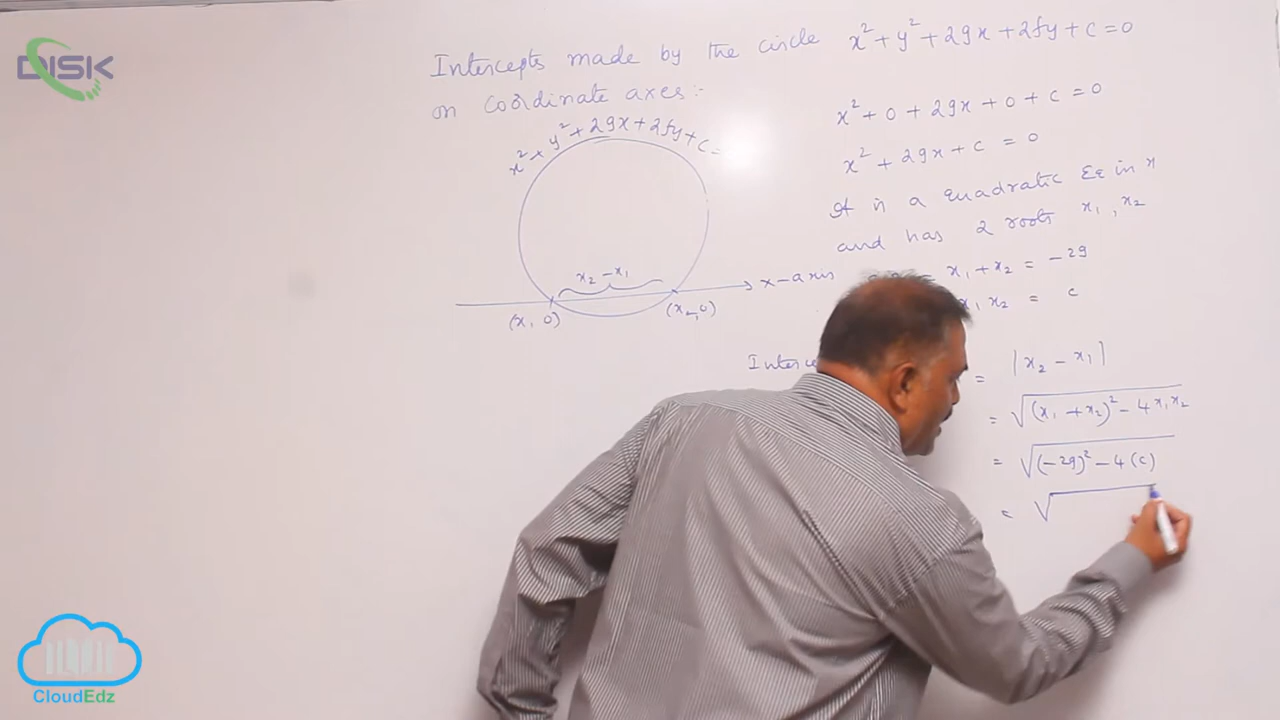 DISK
Intercepts made by the circle x² + y² + 2gx + 2fy + c = 0
on coordinate axes:-
x² + y² + 2gx + 2fy + c =
x₂ - x₁
x-axis
(x₁ 0)
(x₂, 0)
x² + 0 + 2gx + 0 + c = 0
x² + 2gx + c = 0
It is a quadratic Eq in x
and has 2 roots x₁, x₂
x₁ + x₂ = -2g
x₁ x₂ = c
= |x₂ - x₁|
= √(x₁ + x₂)² - 4x₁x₂
= √(-2g)² - 4(c)
= √
CloudEdz